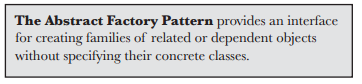 The Abstract Factory Pattern provides an interface
for creating families of related or dependent objects
without specifying their concrete classes.